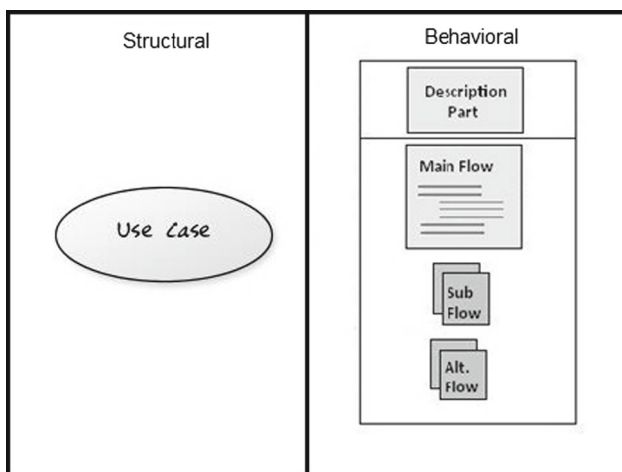 Structural
Use Case
Behavioral
Description
Part
Main Flow
Sub
Flow
Alt.
Flow